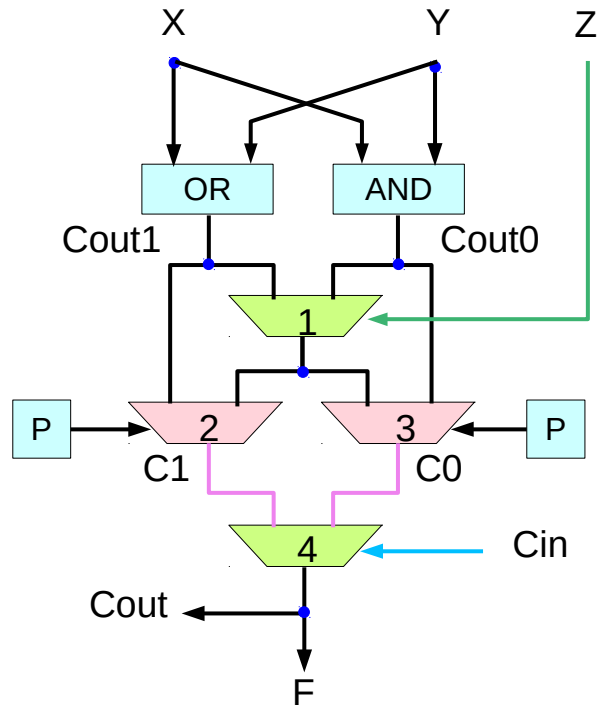 X Y Z
OR AND
Cout1 Cout0
1
P 2 3 P
C1 C0
4 Cin
Cout
F